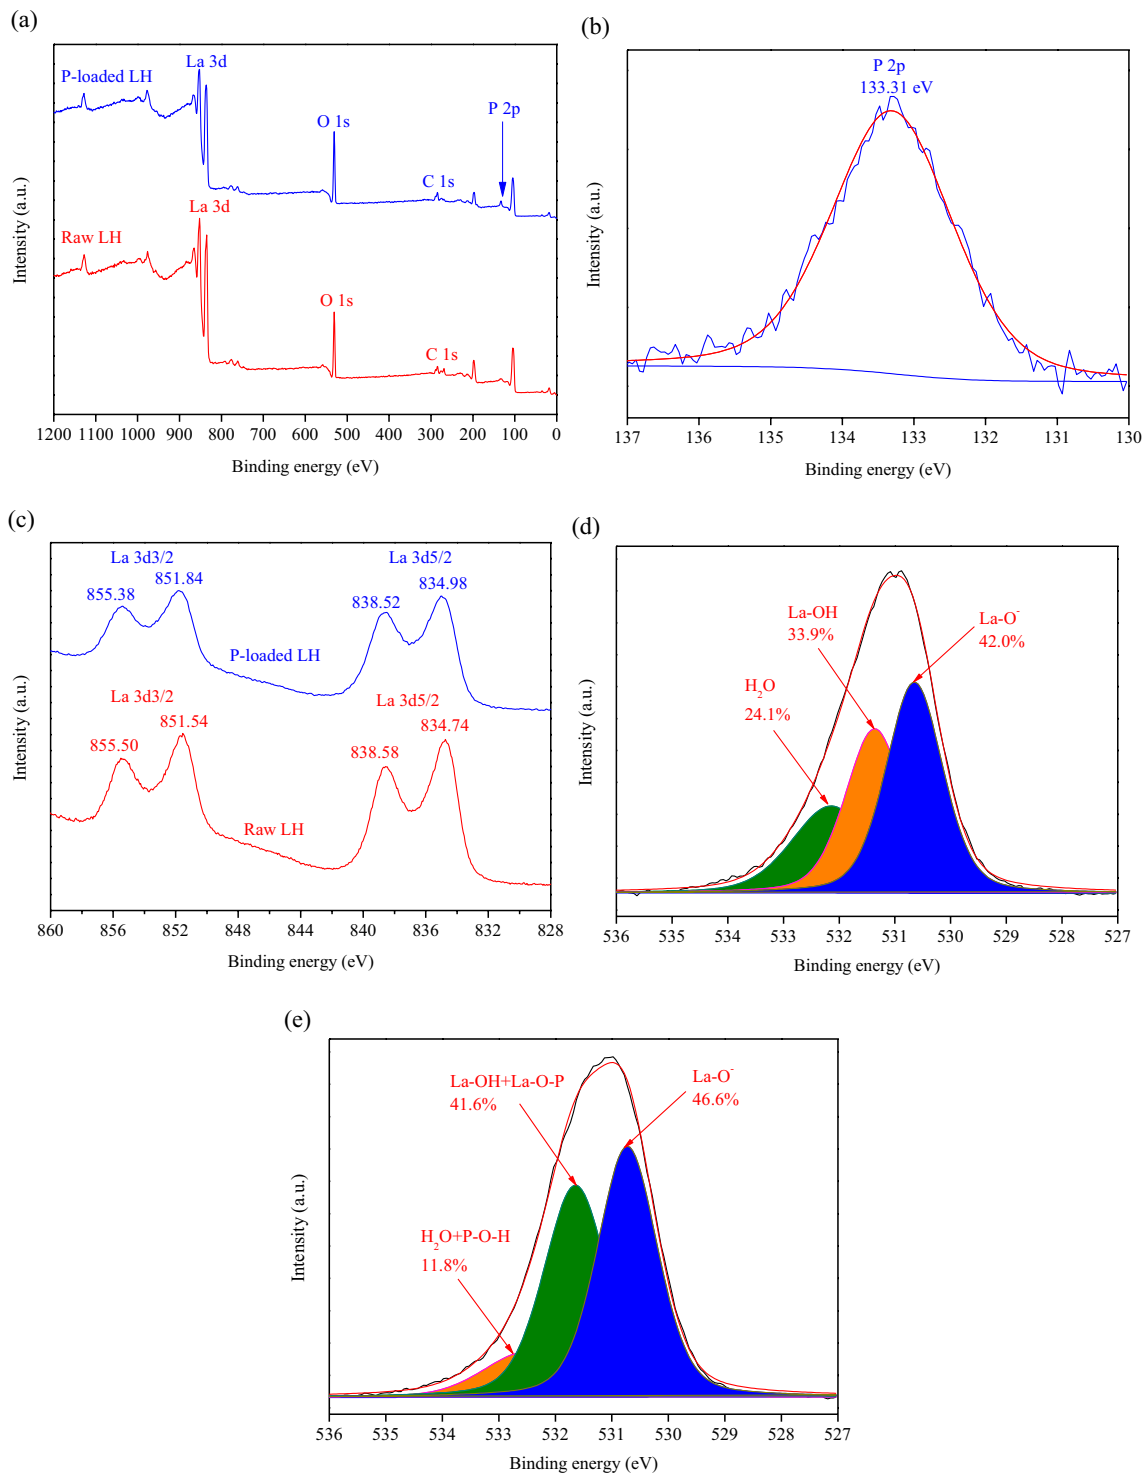 (a)
La 3d
P-loaded LH
P 2p
O 1s
C 1s
La 3d
Raw LH
O 1s
C 1s
Intensity (a.u.)
1200 1100 1000 900 800 700 600 500 400 300 200 100 0
Binding energy (eV)
(b)
P 2p
133.31 eV
Intensity (a.u.)
137 136 135 134 133 132 131 130
Binding energy (eV)
(c)
La 3d3/2
La 3d5/2
855.38
851.84
838.52
834.98
P-loaded LH
La 3d3/2
La 3d5/2
855.50
851.54
838.58
834.74
Raw LH
Intensity (a.u.)
860 856 852 848 844 840 836 832 828
Binding energy (eV)
(d)
La-OH
33.9%
La-O⁻
42.0%
H₂O
24.1%
Intensity (a.u.)
536 535 534 533 532 531 530 529 528 527
Binding energy (eV)
(e)
La-OH+La-O-P
41.6%
La-O⁻
46.6%
H₂O+P-O-H
11.8%
Intensity (a.u.)
536 535 534 533 532 531 530 529 528 527
Binding energy (eV)